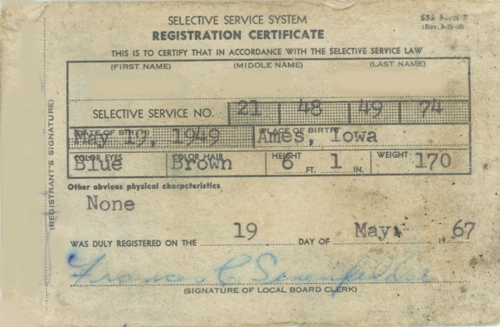 SELECTIVE SERVICE SYSTEM
REGISTRATION CERTIFICATE
SSS Form 2
THIS IS TO CERTIFY THAT IN ACCORDANCE WITH THE SELECTIVE SERVICE LAW
(FIRST NAME) (MIDDLE NAME) (LAST NAME)
SELECTIVE SERVICE NO. 21 48 49 74
DATE OF BIRTH PLACE OF BIRTH
May 19, 1949 Ames, Iowa
COLOR EYES COLOR HAIR HEIGHT WEIGHT
Blue Brown 6 FT. 1 IN. 170
Other obvious physical characteristics
None
WAS DULY REGISTERED ON THE 19 DAY OF May 1967
Frances C
(SIGNATURE OF LOCAL BOARD CLERK)
(REGISTRANT'S SIGNATURE)